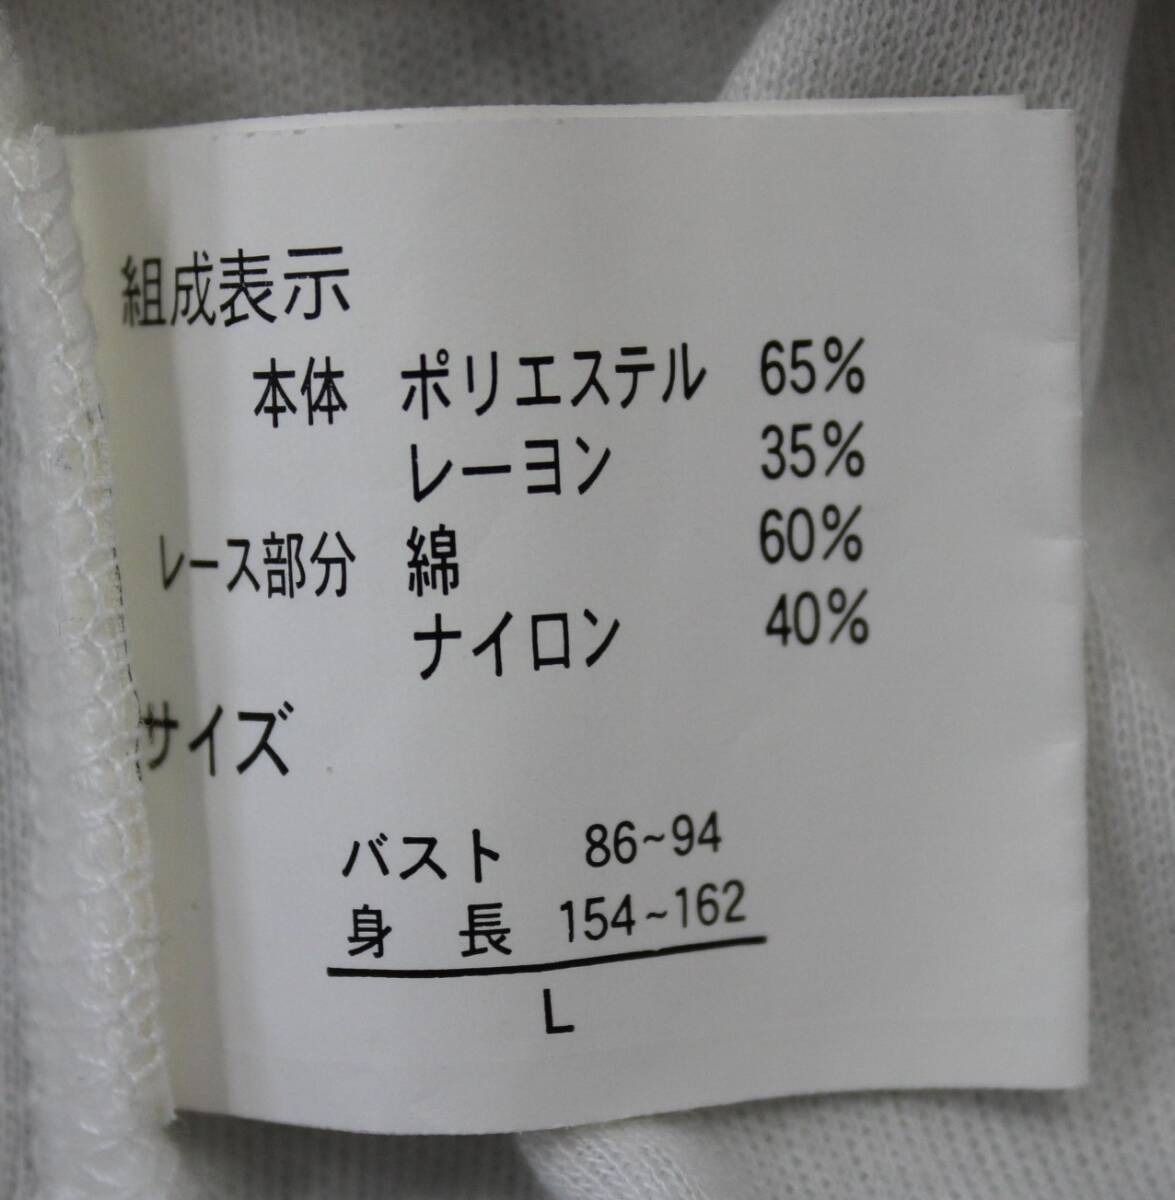 組成表示
本体 ポリエステル 65%
レーヨン 35%
レース部分 綿 60%
ナイロン 40%
サイズ
バスト 86~94
身 長 154~162
L